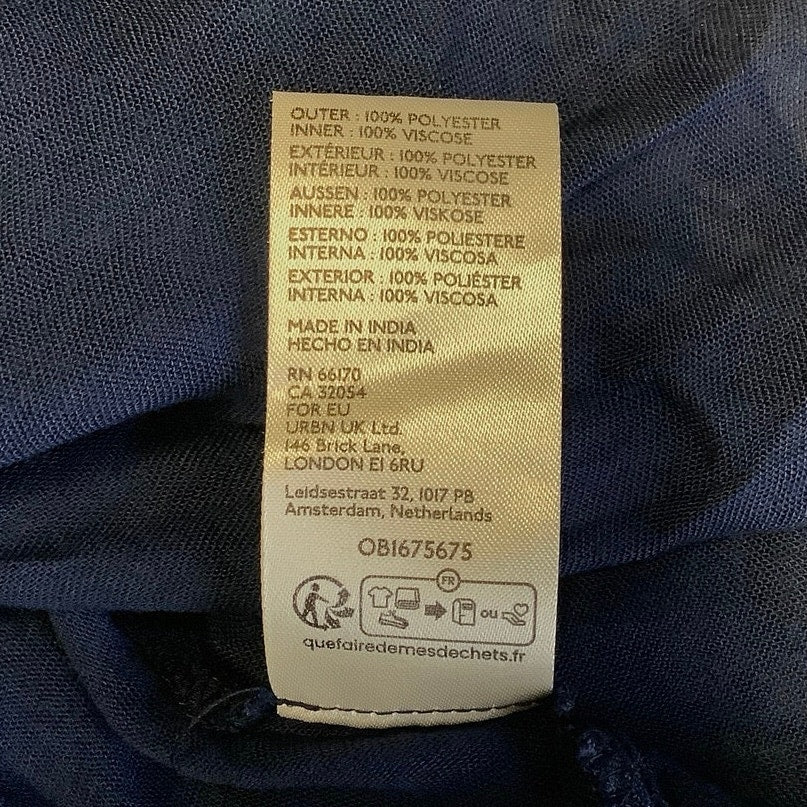 OUTER : 100% POLYESTER
INNER : 100% VISCOSE
EXTÉRIEUR : 100% POLYESTER
INTÉRIEUR : 100% VISCOSE
AUSSEN : 100% POLYESTER
INNERE : 100% VISKOSE
ESTERNO : 100% POLIESTERE
INTERNA : 100% VISCOSA
EXTERIOR : 100% POLIÉSTER
INTERNA : 100% VISCOSA
MADE IN INDIA
HECHO EN INDIA
RN 66170
CA 32054
FOR EU
URBN UK Ltd.
146 Brick Lane,
LONDON E1 6RU
Leidsestraat 32, 1017 PB
Amsterdam, Netherlands
OB1675675
FR
ou
quefairedemesdechets.fr